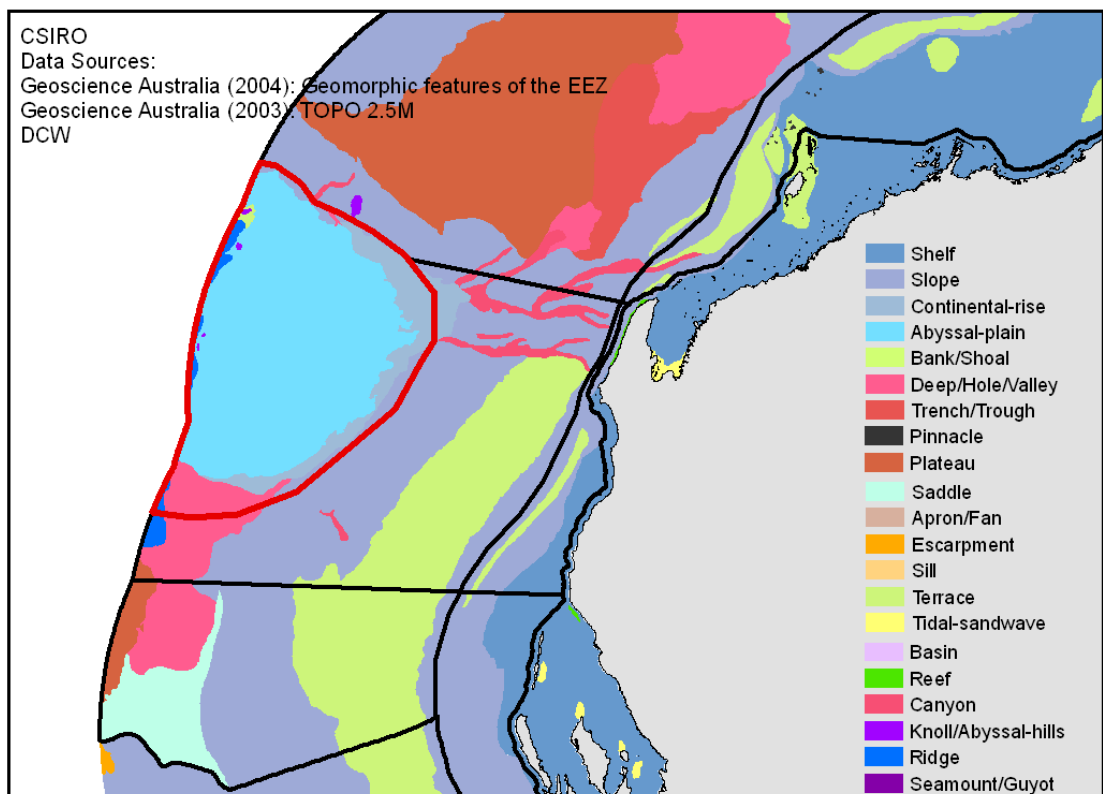 CSIRO
Data Sources:
Geoscience Australia (2004): Geomorphic features of the EEZ
Geoscience Australia (2003): TOPO 2.5M
DCW
Shelf
Slope
Continental-rise
Abyssal-plain
Bank/Shoal
Deep/Hole/Valley
Trench/Trough
Pinnacle
Plateau
Saddle
Apron/Fan
Escarpment
Sill
Terrace
Tidal-sandwave
Basin
Reef
Canyon
Knoll/Abyssal-hills
Ridge
Seamount/Guyot